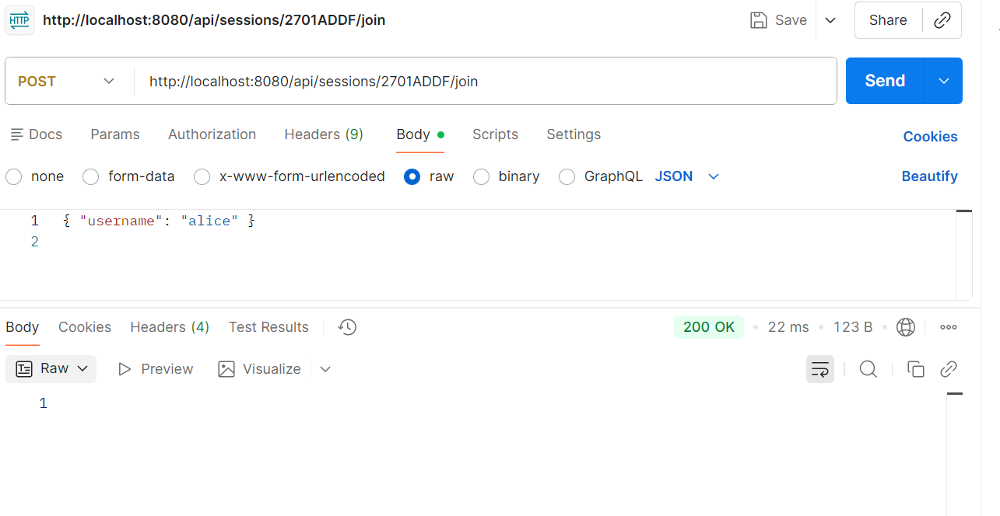 HTTP http://localhost:8080/api/sessions/2701ADDF/join Save Share
POST http://localhost:8080/api/sessions/2701ADDF/join Send
Docs Params Authorization Headers (9) Body Scripts Settings Cookies
none form-data x-www-form-urlencoded raw binary GraphQL JSON Beautify
1 { "username": "alice" }
2
Body Cookies Headers (4) Test Results 200 OK 22 ms 123 B
Raw Preview Visualize
1